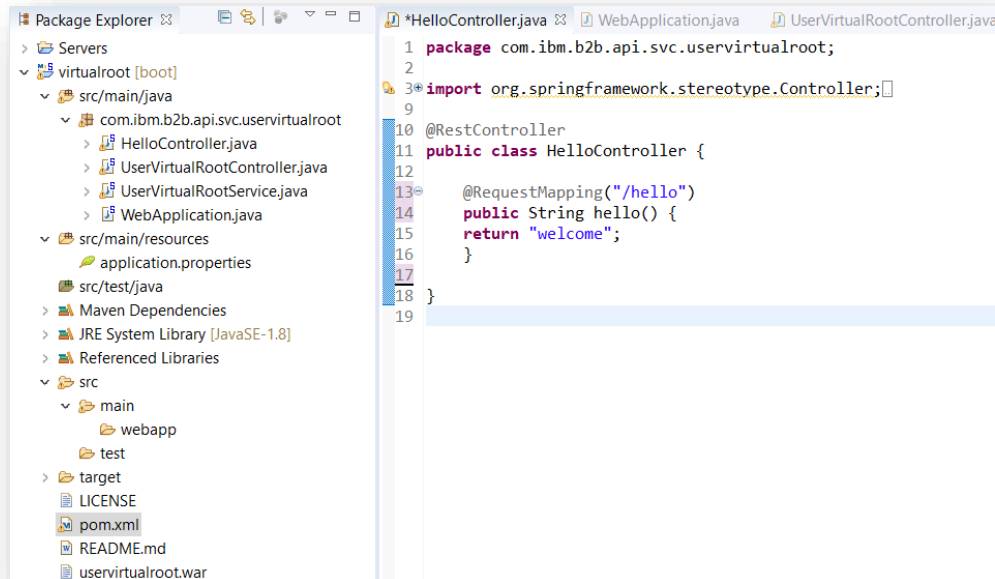 Package Explorer
Servers
virtualroot [boot]
src/main/java
com.ibm.b2b.api.svc.uservirtualroot
HelloController.java
UserVirtualRootController.java
UserVirtualRootService.java
WebApplication.java
src/main/resources
application.properties
src/test/java
Maven Dependencies
JRE System Library [JavaSE-1.8]
Referenced Libraries
src
main
webapp
test
target
LICENSE
pom.xml
README.md
uservirtualroot.war
*HelloController.java WebApplication.java UserVirtualRootController.java
1 package com.ibm.b2b.api.svc.uservirtualroot;
2
3 import org.springframework.stereotype.Controller;
9
10 @RestController
11 public class HelloController {
12
13 @RequestMapping("/hello")
14 public String hello() {
15 return "welcome";
16 }
17
18 }
19